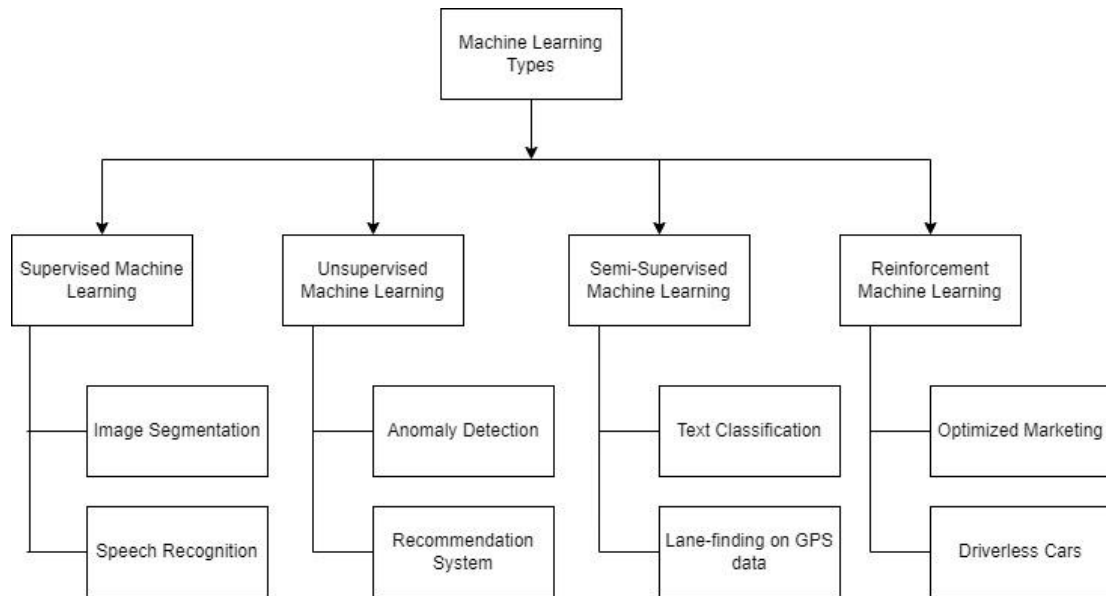 Machine Learning
Types
Supervised Machine
Learning
Unsupervised
Machine Learning
Semi-Supervised
Machine Learning
Reinforcement
Machine Learning
Image Segmentation
Anomaly Detection
Text Classification
Optimized Marketing
Speech Recognition
Recommendation
System
Lane-finding on GPS
data
Driverless Cars